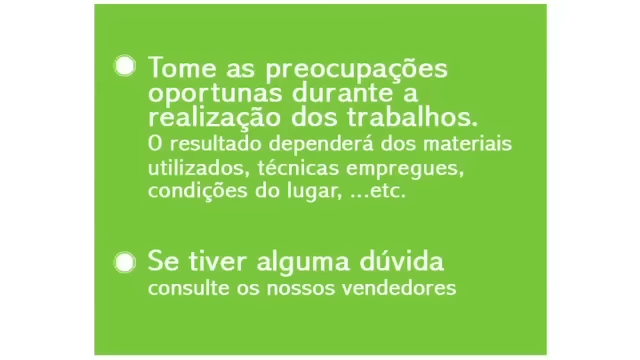 Tome as preocupações
oportunas durante a
realização dos trabalhos.
O resultado dependerá dos materiais
utilizados, técnicas empregues,
condições do lugar, ...etc.
Se tiver alguma dúvida
consulte os nossos vendedores